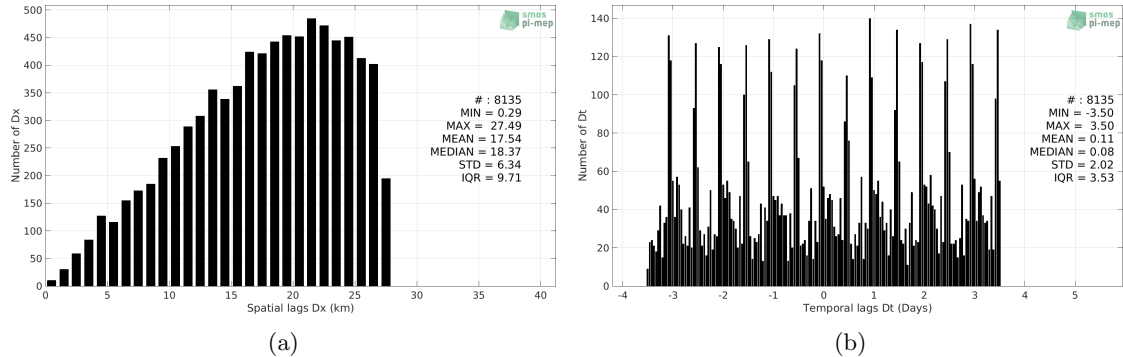 500
450
400
350
300
250
200
150
100
50
0
0 5 10 15 20 25 30 35 40
Number of Dx
Spatial lags Dx (km)
smos
pi-mep
# : 8135
MIN = 0.29
MAX = 27.49
MEAN = 17.54
MEDIAN = 18.37
STD = 6.34
IQR = 9.71
(a)
140
120
100
80
60
40
20
0
-4 -3 -2 -1 0 1 2 3 4 5
Number of Dt
Temporal lags Dt (Days)
smos
pi-mep
# : 8135
MIN = -3.50
MAX = 3.50
MEAN = 0.11
MEDIAN = 0.08
STD = 2.02
IQR = 3.53
(b)